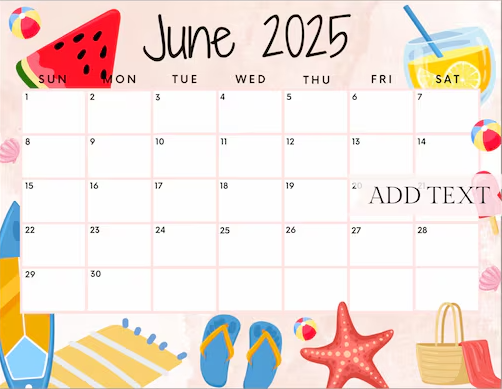 June 2025
SUN MON TUE WED THU FRI SAT
1 2 3 4 5 6 7
8 9 10 11 12 13 14
15 16 17 18 19 20 21
ADD TEXT
22 23 24 25 26 27 28
29 30